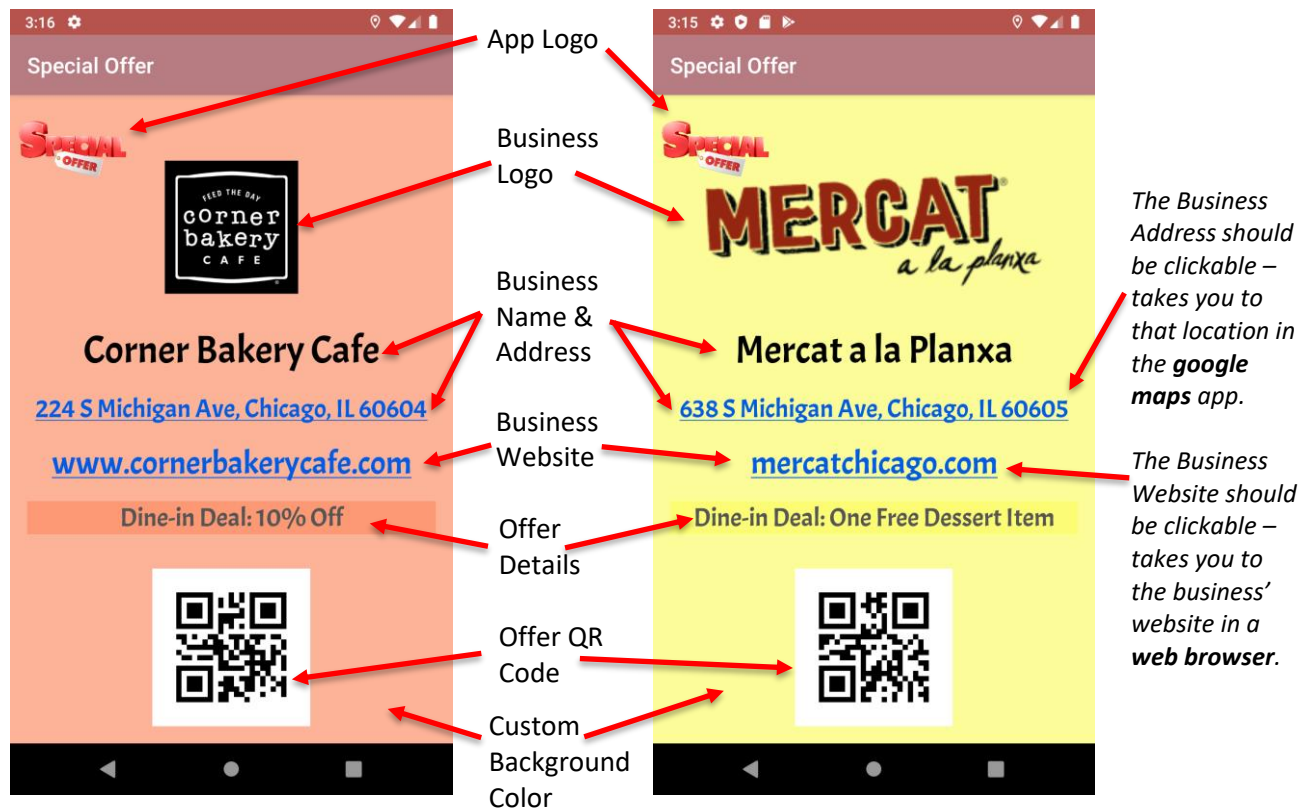 3:16
Special Offer
SPECIAL
OFFER
FEED THE DAY
corner
bakery
CAFE
Corner Bakery Cafe
224 S Michigan Ave, Chicago, IL 60604
www.cornerbakerycafe.com
Dine-in Deal: 10% Off
App Logo
Business
Logo
Business
Name &
Address
Business
Website
Offer
Details
Offer QR
Code
Custom
Background
Color
3:15
Special Offer
SPECIAL
OFFER
MERCAT®
a la planxa
Mercat a la Planxa
638 S Michigan Ave, Chicago, IL 60605
mercatchicago.com
Dine-in Deal: One Free Dessert Item
The Business
Address should
be clickable –
takes you to
that location in
the google
maps app.
The Business
Website should
be clickable –
takes you to
the business’
website in a
web browser.